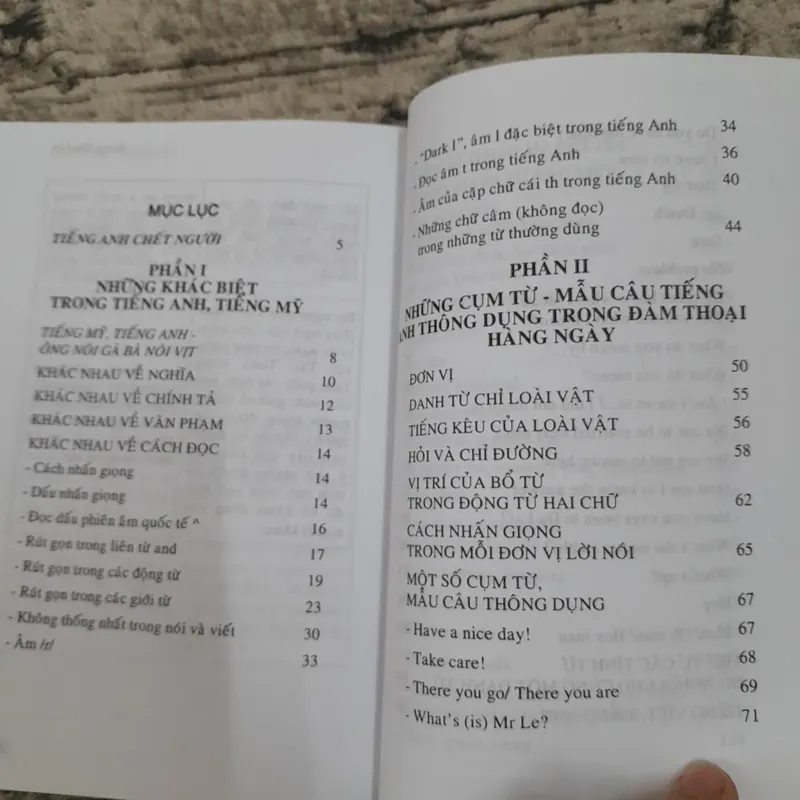 MỤC LỤC
TIẾNG ANH CHẾT NGƯỜI 5
PHẦN I
NHỮNG KHÁC BIỆT
TRONG TIẾNG ANH, TIẾNG MỸ
TIẾNG MỸ, TIẾNG ANH -
ÔNG NÓI GÀ BÀ NÓI VỊT 8
KHÁC NHAU VỀ NGHĨA 10
KHÁC NHAU VỀ CHÍNH TẢ 12
KHÁC NHAU VỀ VĂN PHẠM 13
KHÁC NHAU VỀ CÁCH ĐỌC 14
- Cách nhấn giọng 14
- Dấu nhấn giọng 14
- Đọc dấu phiên âm quốc tế ^ 16
- Rút gọn trong liên từ and 17
- Rút gọn trong các động từ 19
- Rút gọn trong các giới từ 23
- Không thống nhất trong nói và viết 30
- Âm /r/ 33
- “Dark l”, âm l đặc biệt trong tiếng Anh 34
- Đọc âm t trong tiếng Anh 36
- Âm của cặp chữ cái th trong tiếng Anh 40
- Những chữ câm (không đọc)
trong những từ thường dùng 44
PHẦN II
NHỮNG CỤM TỪ - MẪU CÂU TIẾNG
ANH THÔNG DỤNG TRONG ĐÀM THOẠI
HÀNG NGÀY
ĐƠN VỊ 50
DANH TỪ CHỈ LOÀI VẬT 55
TIẾNG KÊU CỦA LOÀI VẬT 56
HỎI VÀ CHỈ ĐƯỜNG 58
VỊ TRÍ CỦA BỔ TỪ
TRONG ĐỘNG TỪ HAI CHỮ 62
CÁCH NHẤN GIỌNG
TRONG MỖI ĐƠN VỊ LỜI NÓI 65
MỘT SỐ CỤM TỪ,
MẪU CÂU THÔNG DỤNG 67
- Have a nice day! 67
- Take care! 68
- There you go/ There you are 69
- What's (is) Mr Le? 71